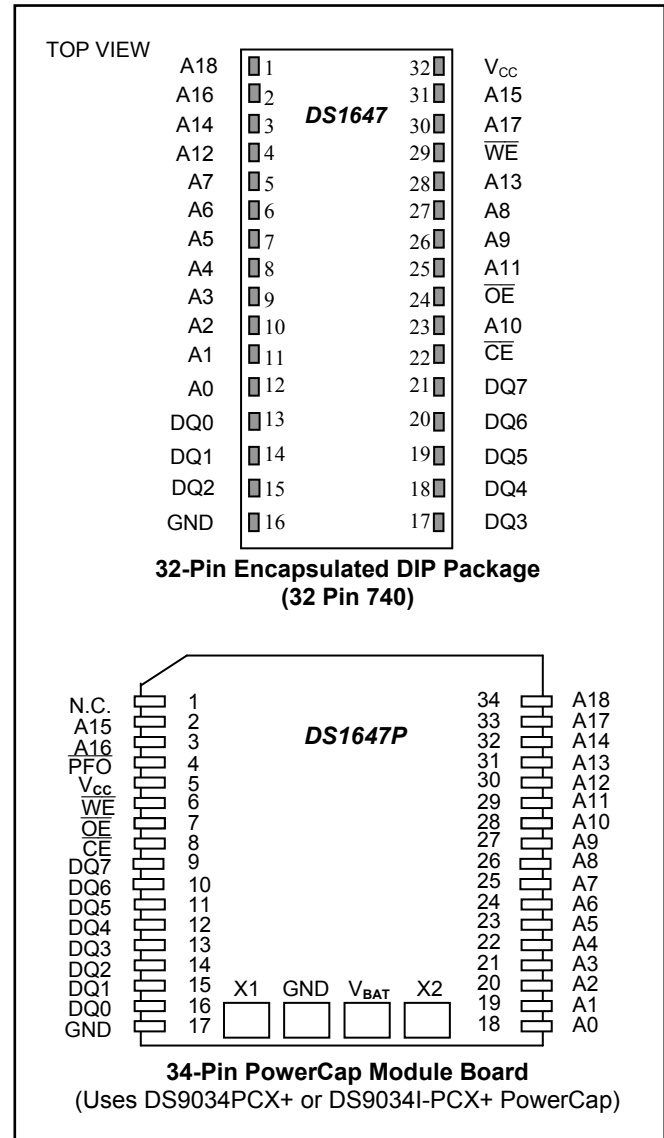 TOP VIEW
A18 1 32 VCC
A16 2 DS1647 31 A15
A14 3 30 A17
A12 4 29 WE
A7 5 28 A13
A6 6 27 A8
A5 7 26 A9
A4 8 25 A11
A3 9 24 OE
A2 10 23 A10
A1 11 22 CE
A0 12 21 DQ7
DQ0 13 20 DQ6
DQ1 14 19 DQ5
DQ2 15 18 DQ4
GND 16 17 DQ3
32-Pin Encapsulated DIP Package
(32 Pin 740)
N.C. 1 34 A18
A15 2 33 A17
A16 3 DS1647P 32 A14
PFO 4 31 A13
VCC 5 30 A12
WE 6 29 A11
OE 7 28 A10
CE 8 27 A9
DQ7 9 26 A8
DQ6 10 25 A7
DQ5 11 24 A6
DQ4 12 23 A5
DQ3 13 22 A4
DQ2 14 21 A3
DQ1 15 X1 GND VBAT X2 20 A2
DQ0 16 19 A1
GND 17 18 A0
34-Pin PowerCap Module Board
(Uses DS9034PCX+ or DS9034I-PCX+ PowerCap)